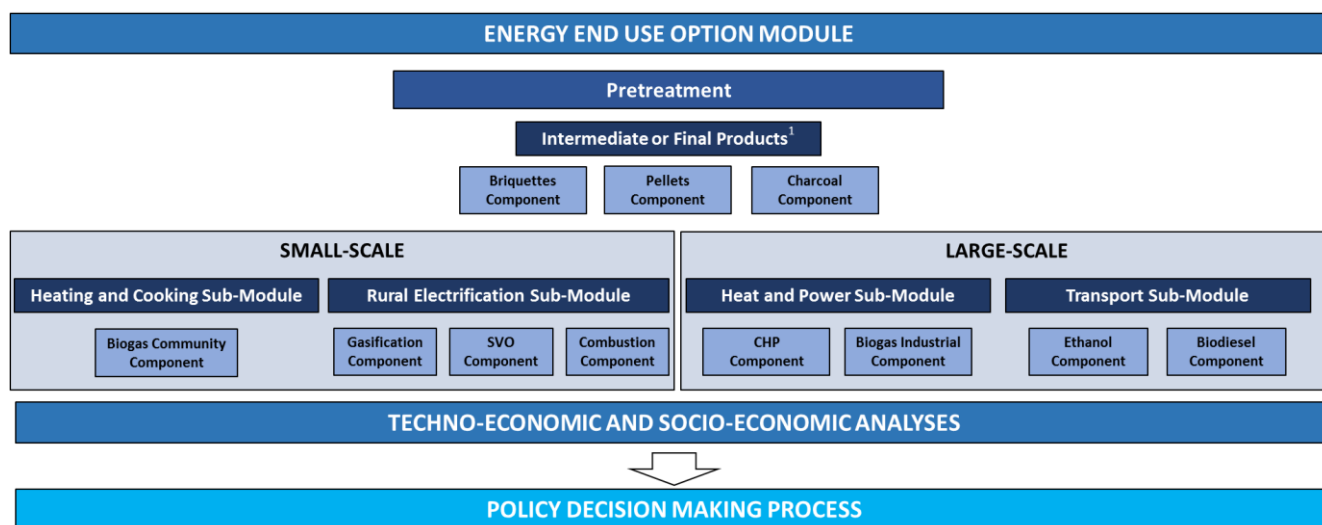 ENERGY END USE OPTION MODULE
Pretreatment
Intermediate or Final Products1
Briquettes
Component
Pellets
Component
Charcoal
Component
SMALL-SCALE
Heating and Cooking Sub-Module
Biogas Community
Component
Rural Electrification Sub-Module
Gasification
Component
SVO
Component
Combustion
Component
LARGE-SCALE
Heat and Power Sub-Module
CHP
Component
Biogas Industrial
Component
Transport Sub-Module
Ethanol
Component
Biodiesel
Component
TECHNO-ECONOMIC AND SOCIO-ECONOMIC ANALYSES
POLICY DECISION MAKING PROCESS